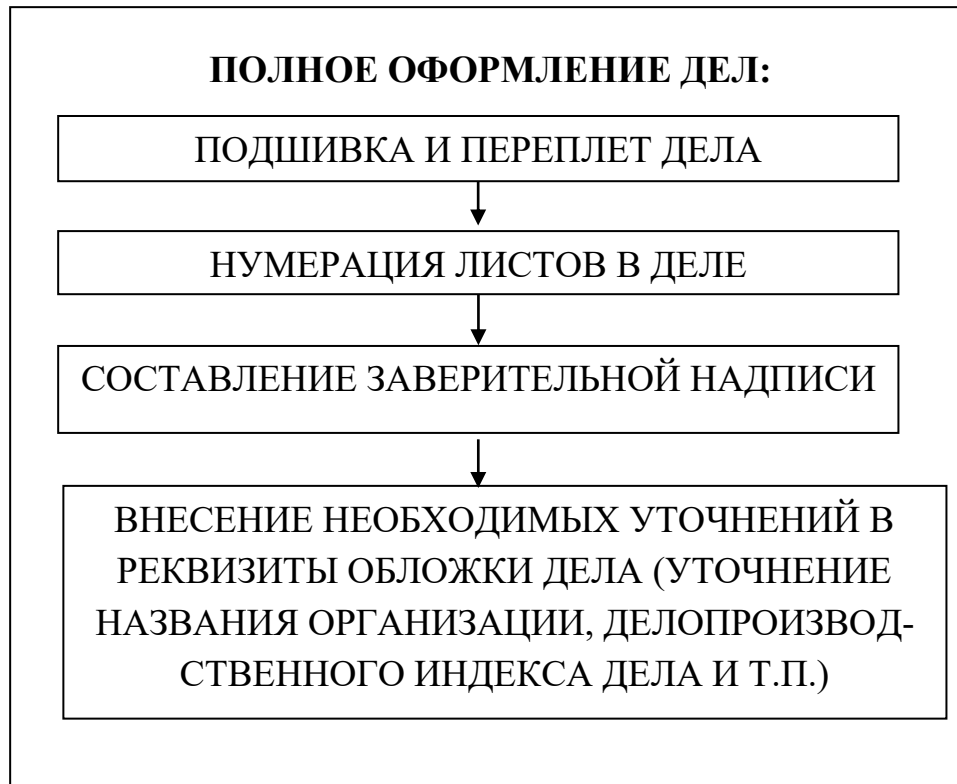 ПОЛНОЕ ОФОРМЛЕНИЕ ДЕЛ:
ПОДШИВКА И ПЕРЕПЛЕТ ДЕЛА
НУМЕРАЦИЯ ЛИСТОВ В ДЕЛЕ
СОСТАВЛЕНИЕ ЗАВЕРИТЕЛЬНОЙ НАДПИСИ
ВНЕСЕНИЕ НЕОБХОДИМЫХ УТОЧНЕНИЙ В
РЕКВИЗИТЫ ОБЛОЖКИ ДЕЛА (УТОЧНЕНИЕ
НАЗВАНИЯ ОРГАНИЗАЦИИ, ДЕЛОПРОИЗВОД-
СТВЕННОГО ИНДЕКСА ДЕЛА И Т.П.)